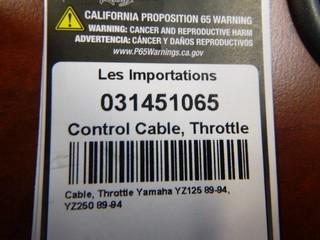 CALIFORNIA PROPOSITION 65 WARNING
WARNING: CANCER AND REPRODUCTIVE HARM
ADVERTENCIA: CÁNCER Y DAÑOS REPRODUCTIVOS
www.P65Warnings.ca.gov
Les Importations
031451065
Control Cable, Throttle
Cable, Throttle Yamaha YZ125 89-94,
YZ250 89-94